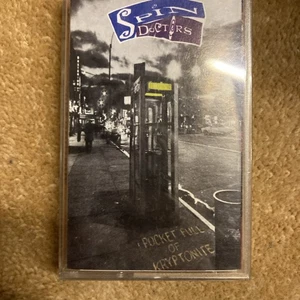 SPIN
DOCTORS
POCKET FULL
OF
KRYPTONITE